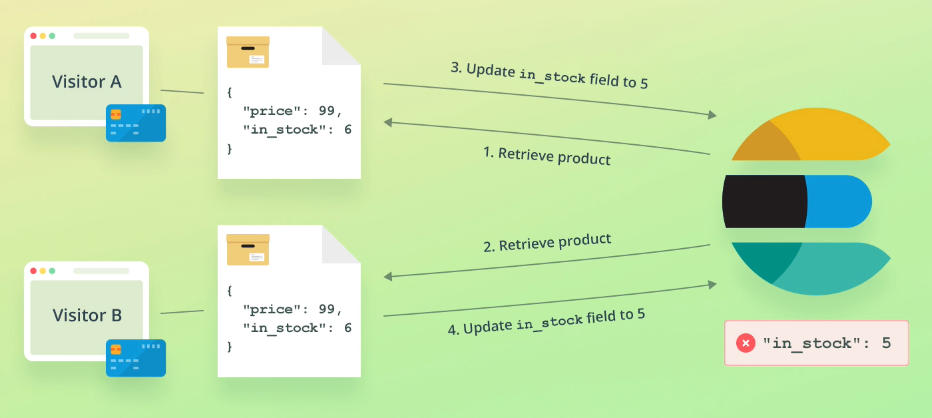 Visitor A
{
"price": 99,
"in_stock": 6
}
3. Update in_stock field to 5
1. Retrieve product
2. Retrieve product
Visitor B
{
"price": 99,
"in_stock": 6
}
4. Update in_stock field to 5
"in_stock": 5